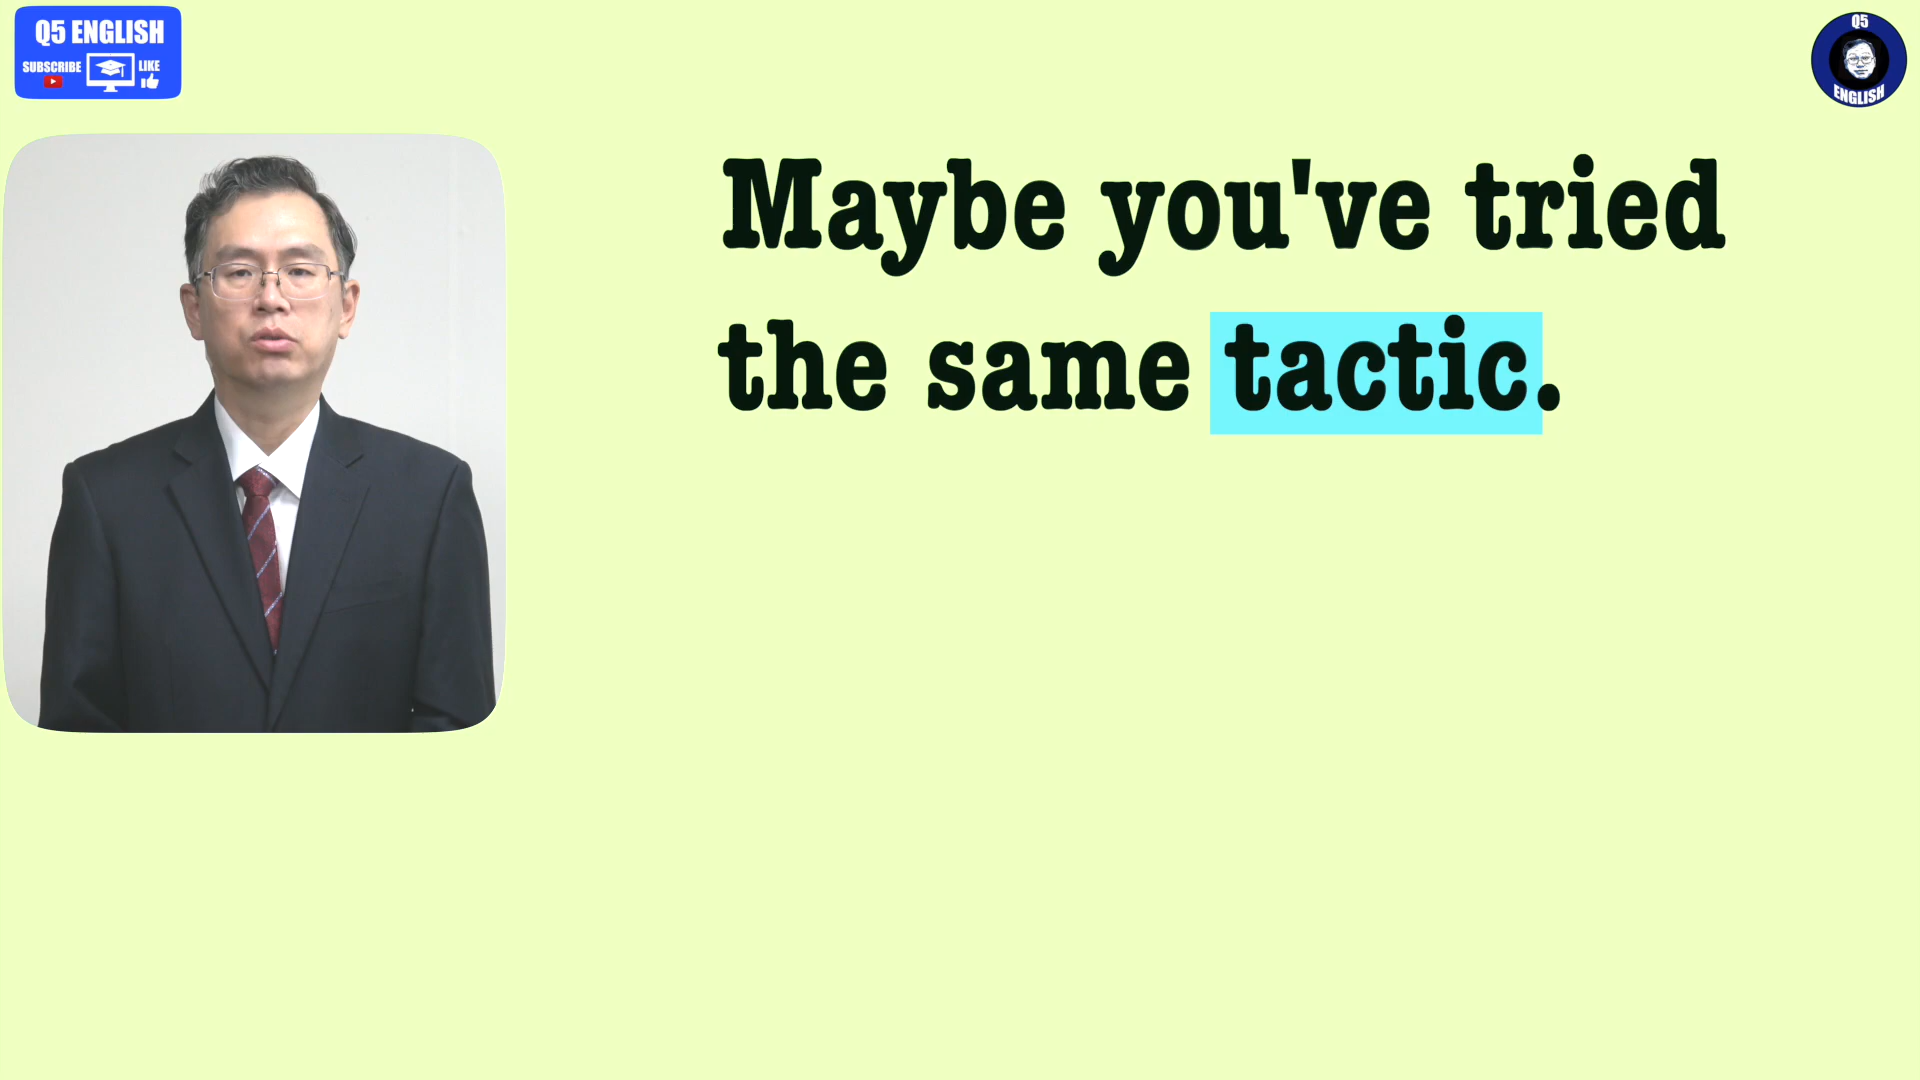 Q5 ENGLISH
SUBSCRIBE
LIKE
Q5
ENGLISH
Maybe you've tried
the same tactic.